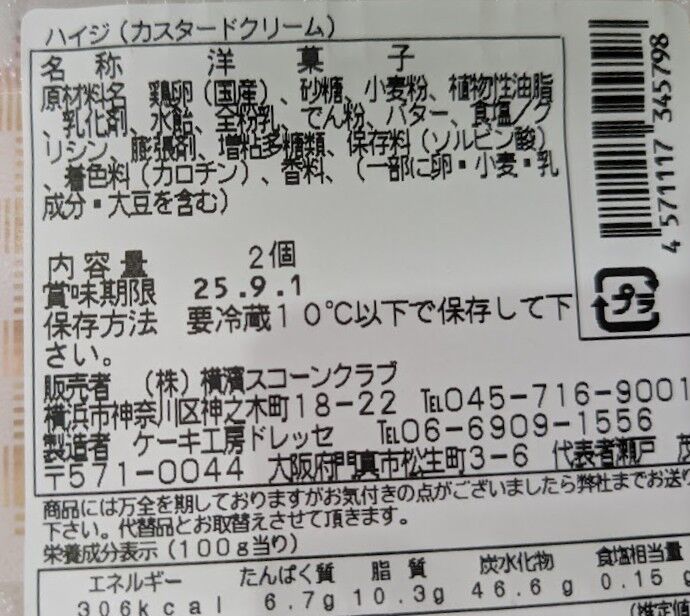 ハイジ（カスタードクリーム）
名 称 洋 菓 子
原材料名 鶏卵（国産）、砂糖、小麦粉、植物性油脂
、乳化剤、水飴、全粉乳、でん粉、バター、食塩／グ
リシン、膨張剤、増粘多糖類、保存料（ソルビン酸）
、着色料（カロチン）、香料、（一部に卵・小麦・乳
成分・大豆を含む）
内容量 2個
賞味期限 25.9.1
保存方法 要冷蔵10℃以下で保存して下
さい。
販売者 （株）横濱スコーンクラブ
横浜市神奈川区神之木町18-22 ℡045-716-9001
製造者 ケーキ工房ドレッセ ℡06-6909-1556
〒571-0044 大阪府門真市松生町3-6 代表者瀬戸 茂
商品には万全を期しておりますがお気付きの点がございましたら弊社までお送り
下さい。代替品とお取替えさせて頂きます。
栄養成分表示（100g当り）
エネルギー たんぱく質 脂 質 炭水化物 食塩相当量
306kcal 6.7g 10.3g 46.6g 0.15g
(推定値
4 571117 345798
プラ